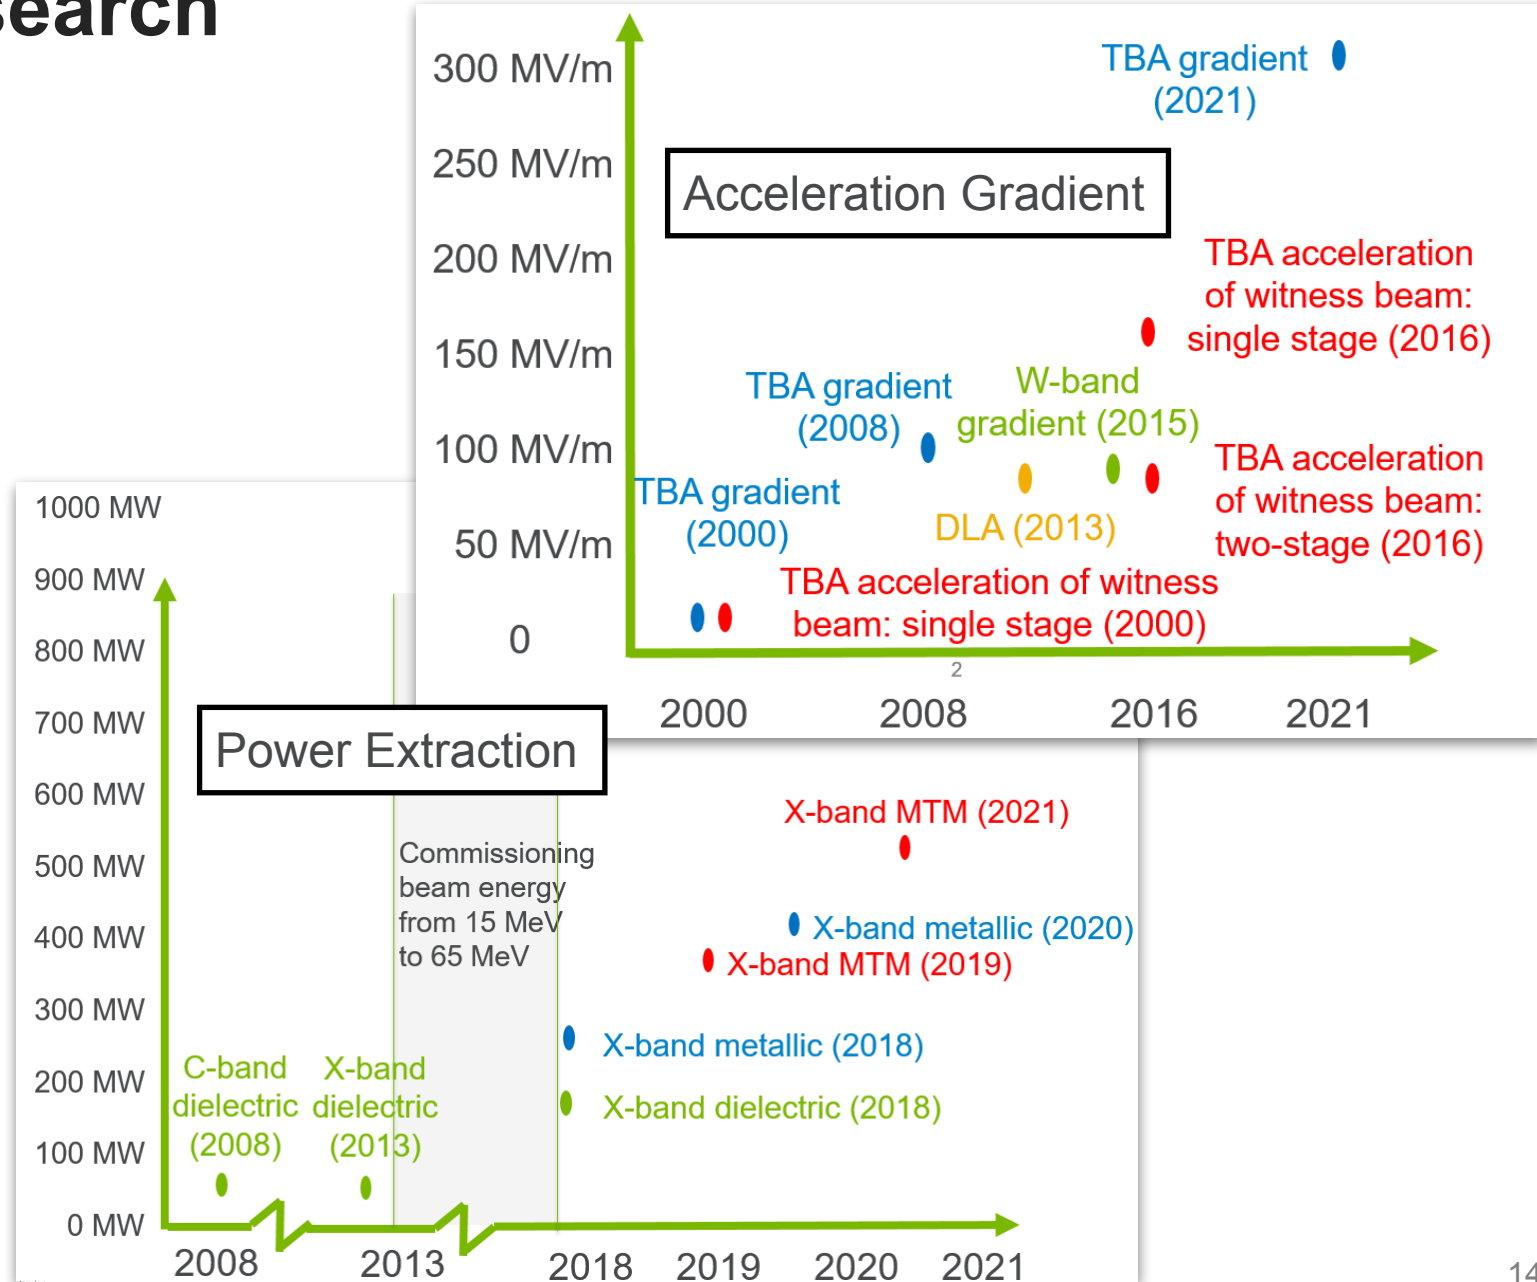 search
300 MV/m
250 MV/m
200 MV/m
150 MV/m
100 MV/m
50 MV/m
0
Acceleration Gradient
TBA gradient
(2021)
TBA acceleration
of witness beam:
single stage (2016)
TBA gradient
(2008)
W-band
gradient (2015)
TBA acceleration
of witness beam:
two-stage (2016)
TBA gradient
(2000)
DLA (2013)
TBA acceleration of witness
beam: single stage (2000)
2
2000
2008
2016
2021
1000 MW
900 MW
800 MW
700 MW
600 MW
500 MW
400 MW
300 MW
200 MW
100 MW
0 MW
Power Extraction
Commissioning
beam energy
from 15 MeV
to 65 MeV
X-band MTM (2021)
X-band metallic (2020)
X-band MTM (2019)
X-band metallic (2018)
X-band dielectric (2018)
C-band
dielectric
(2008)
X-band
dielectric
(2013)
2008
2013
2018
2019
2020
2021
14